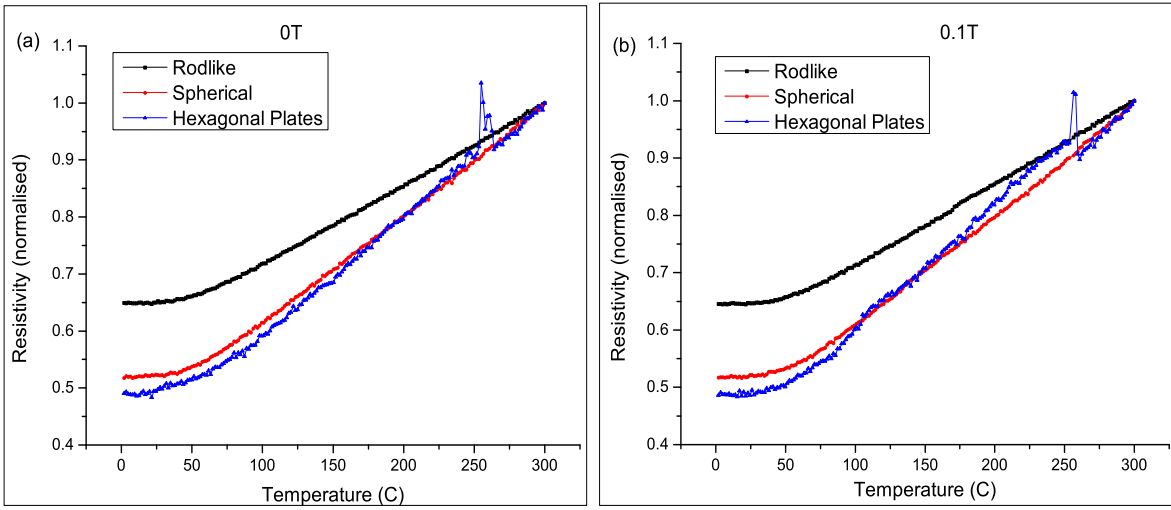 (a)
0T
Rodlike
Spherical
Hexagonal Plates
Resistivity (normalised)
1.1
1.0
0.9
0.8
0.7
0.6
0.5
0.4
0 50 100 150 200 250 300
Temperature (C)
(b)
0.1T
Rodlike
Spherical
Hexagonal Plates
Resistivity (normalised)
1.1
1.0
0.9
0.8
0.7
0.6
0.5
0.4
0 50 100 150 200 250 300
Temperature (C)